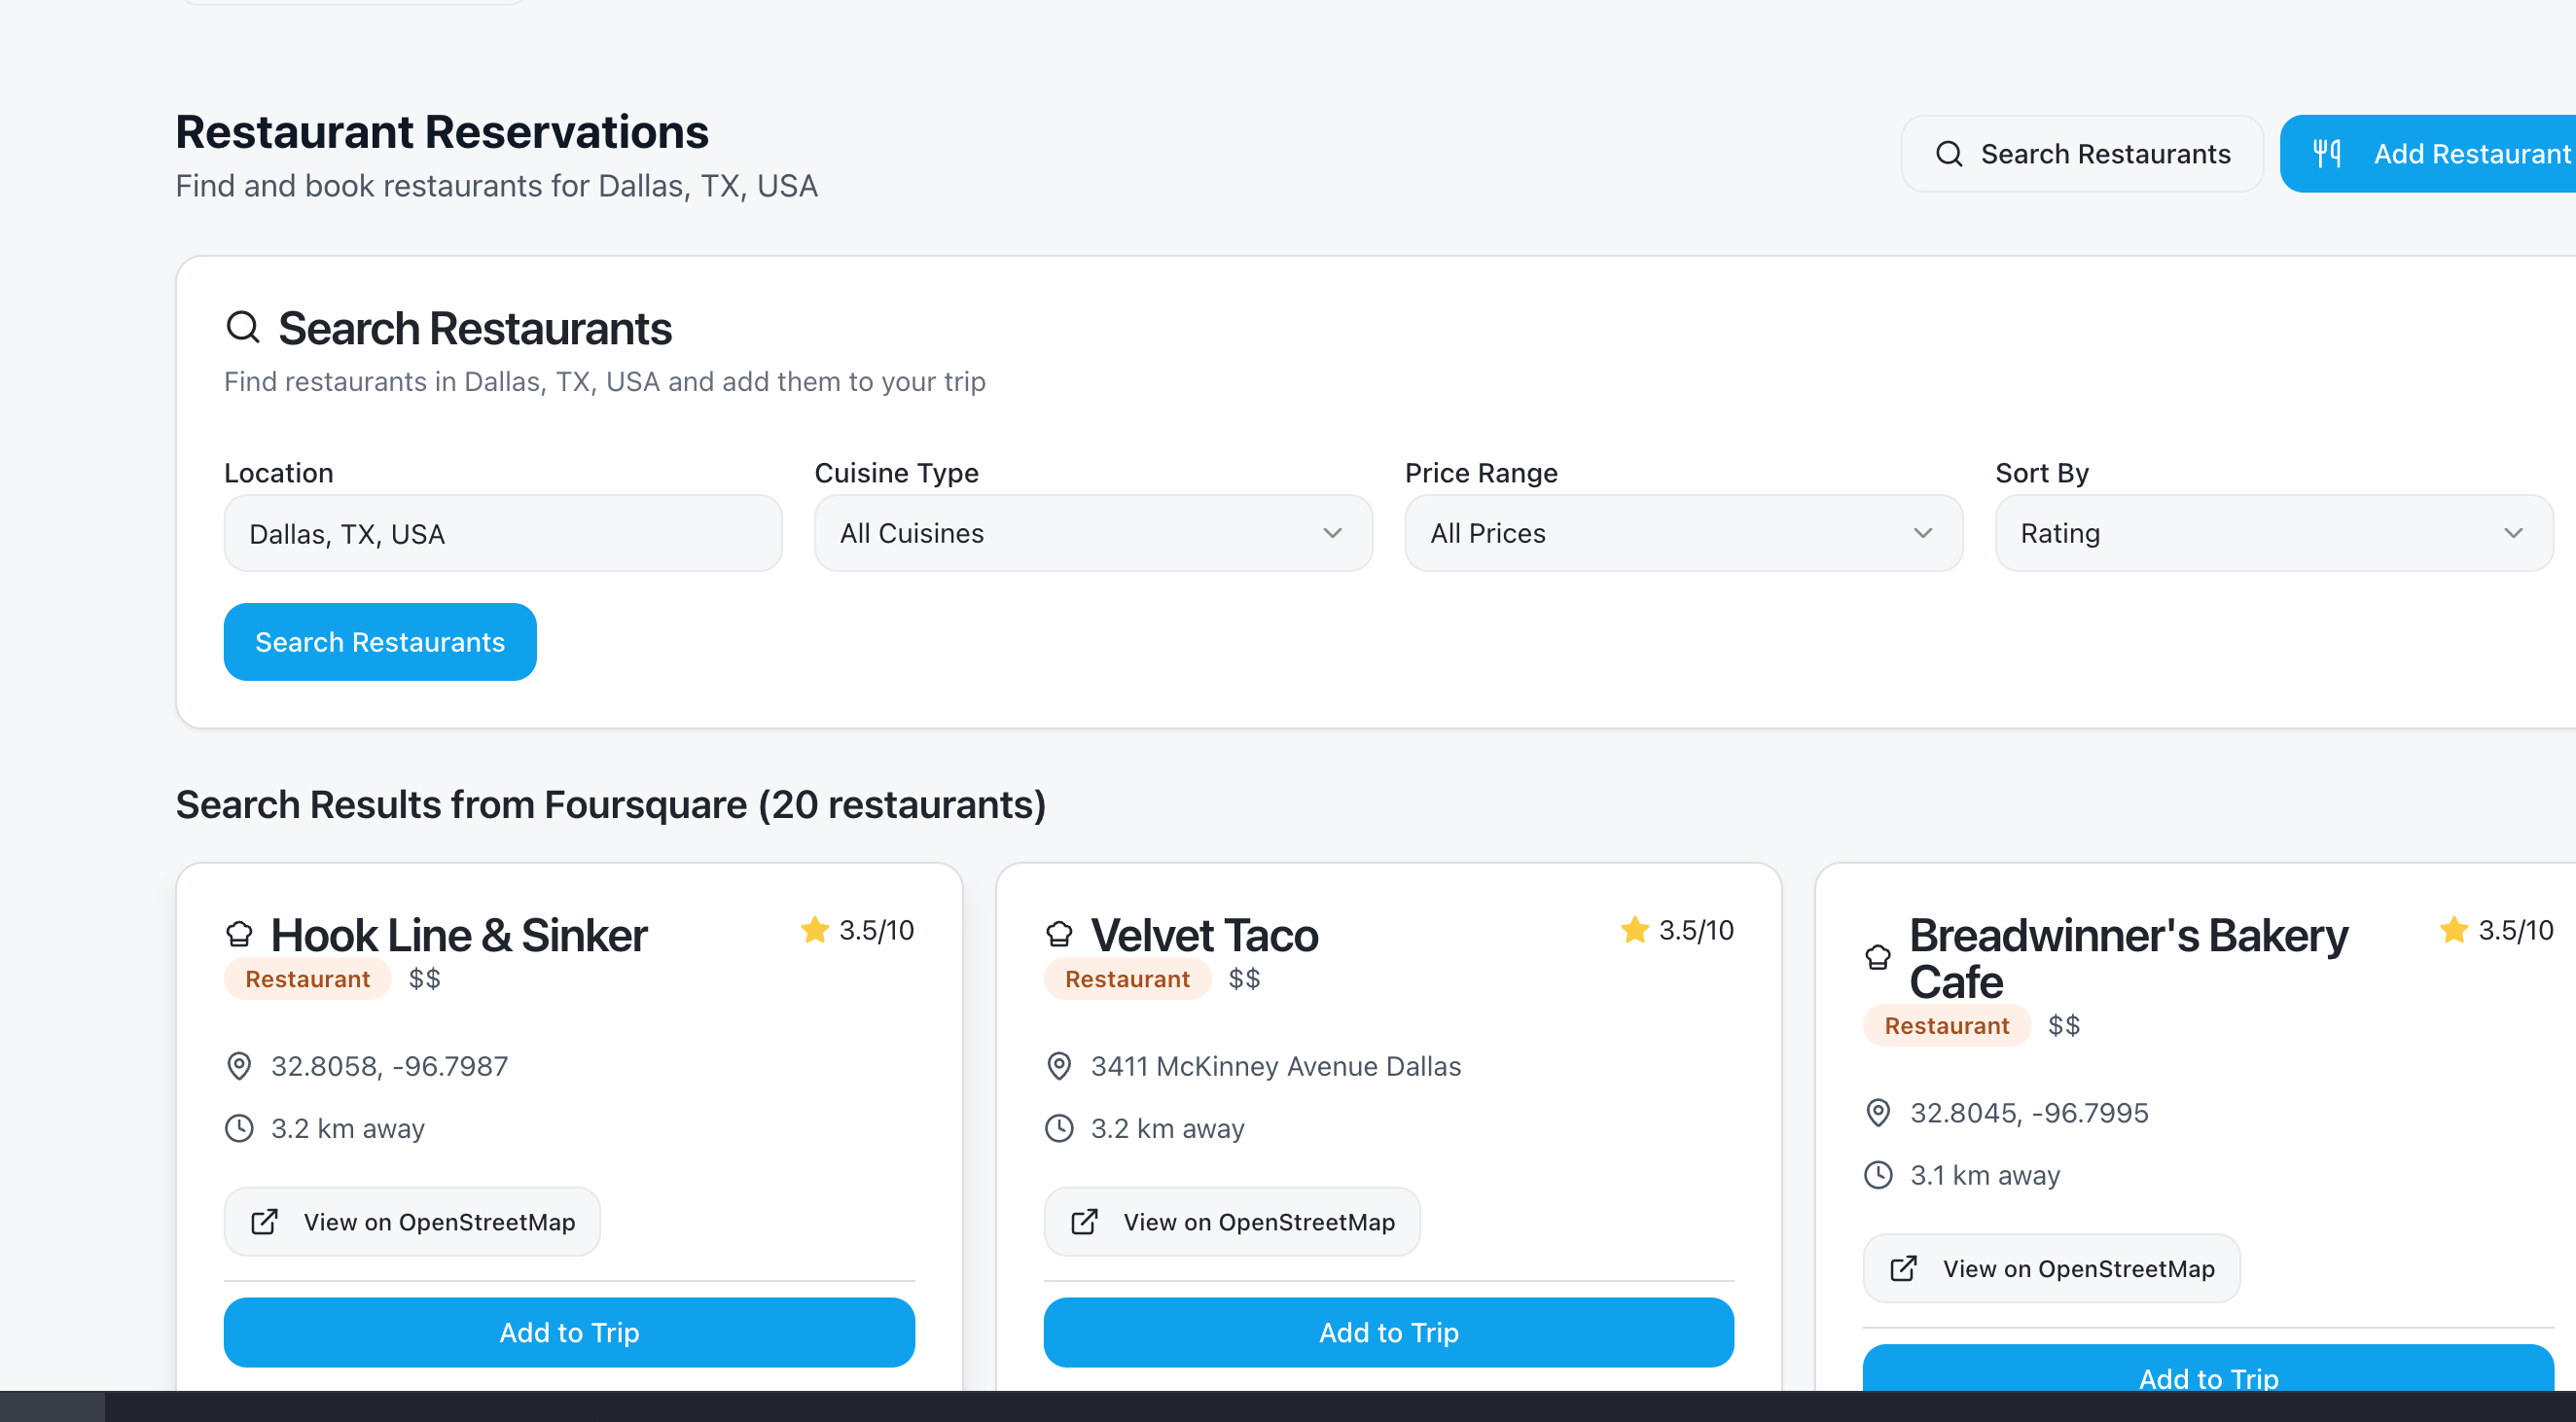 Restaurant Reservations
Find and book restaurants for Dallas, TX, USA
Search Restaurants
Add Restaurant
Search Restaurants
Find restaurants in Dallas, TX, USA and add them to your trip
Location
Cuisine Type
Price Range
Sort By
Dallas, TX, USA
All Cuisines
All Prices
Rating
Search Restaurants
Search Results from Foursquare (20 restaurants)
Hook Line & Sinker
3.5/10
Restaurant $$
32.8058, -96.7987
3.2 km away
View on OpenStreetMap
Add to Trip
Velvet Taco
3.5/10
Restaurant $$
3411 McKinney Avenue Dallas
3.2 km away
View on OpenStreetMap
Add to Trip
Breadwinner's Bakery
Cafe
3.5/10
Restaurant $$
32.8045, -96.7995
3.1 km away
View on OpenStreetMap
Add to Trip